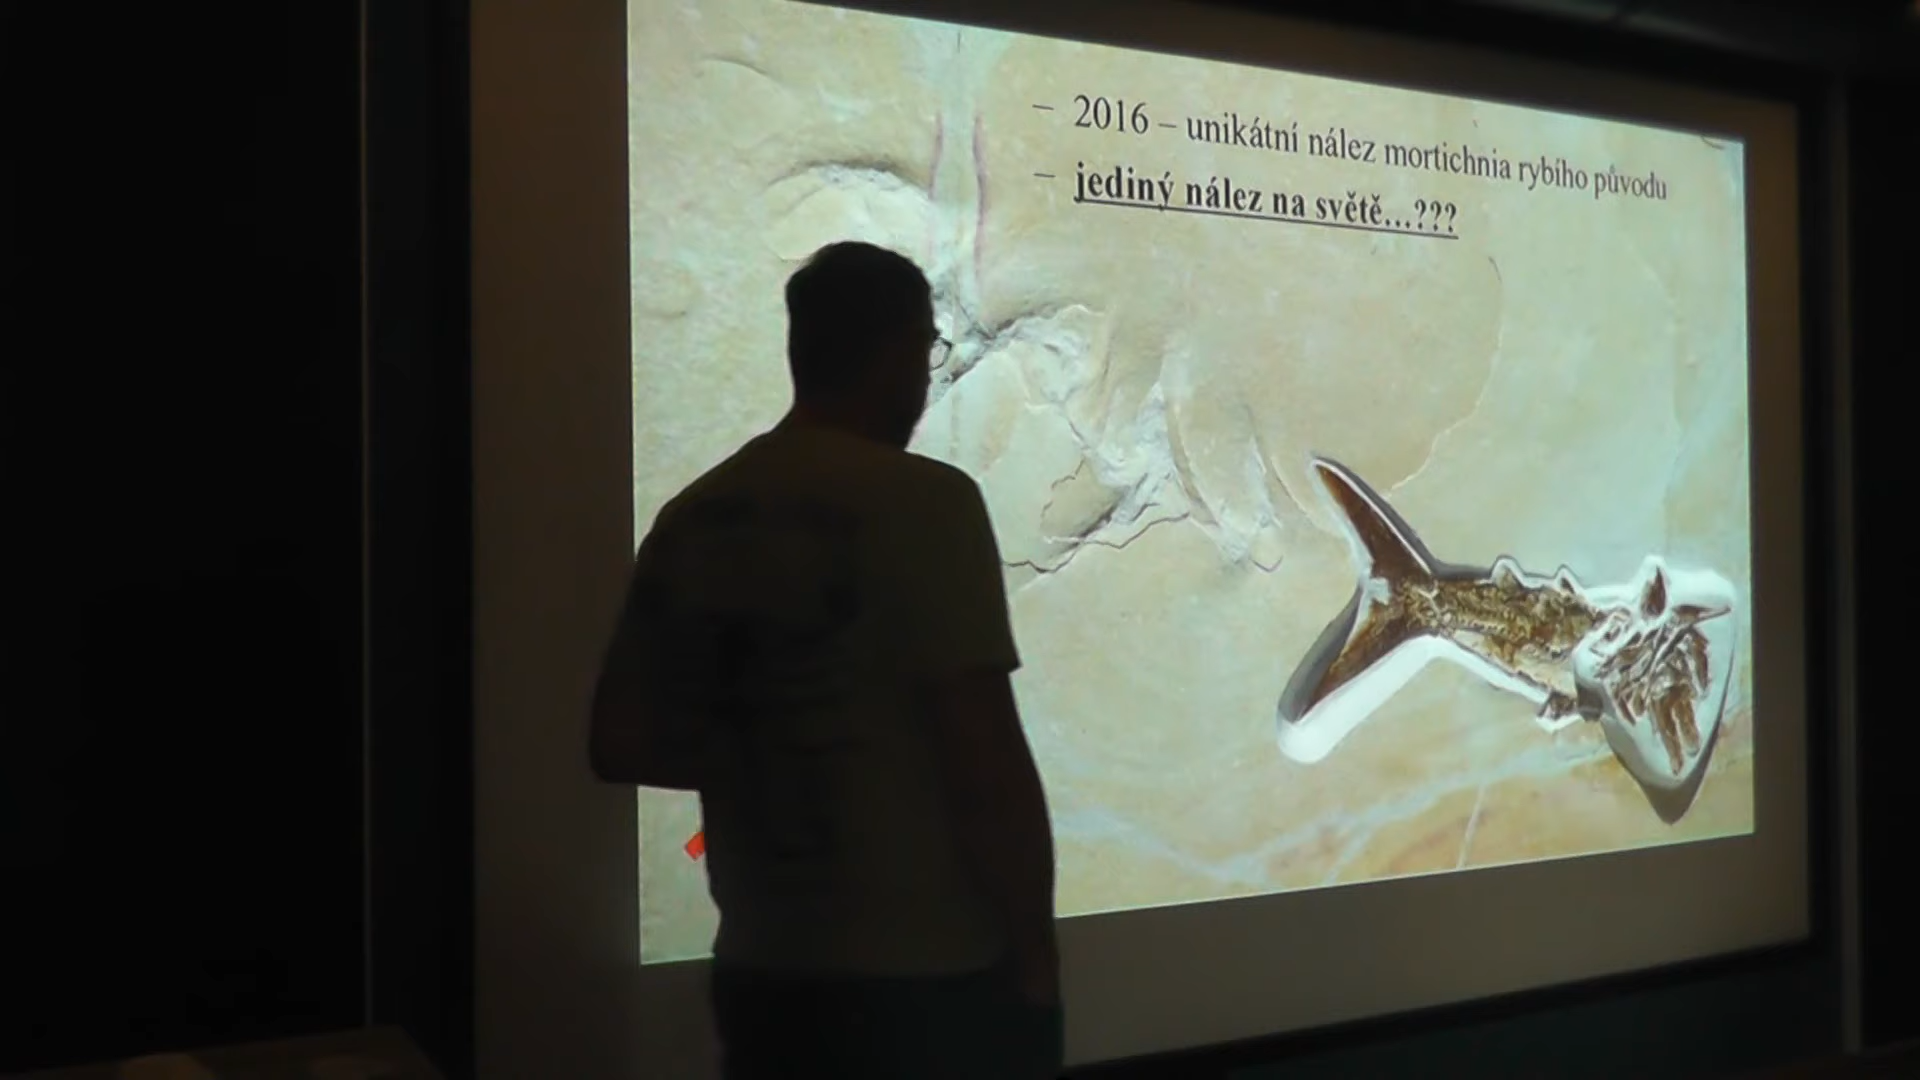 – 2016 – unikátní nález mortichnia rybího původu
– jediný nález na světě...???